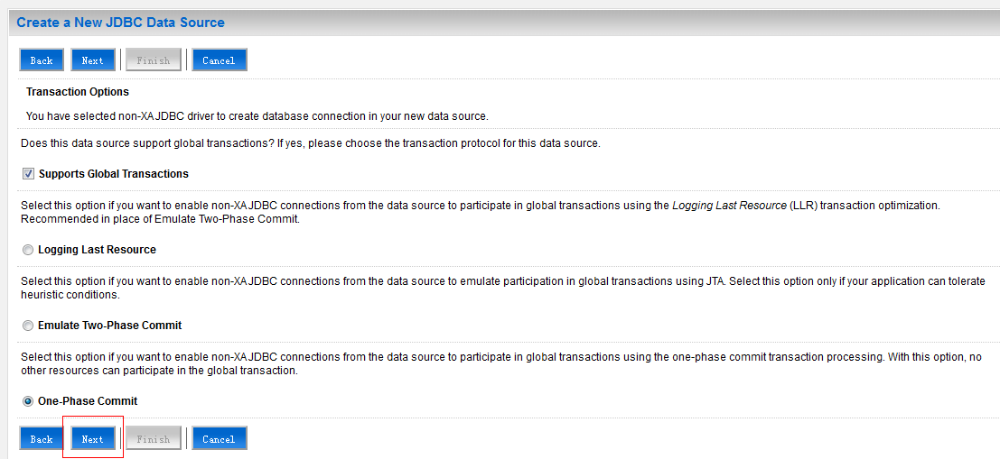 Create a New JDBC Data Source
Back Next Finish Cancel
Transaction Options
You have selected non-XA JDBC driver to create database connection in your new data source.
Does this data source support global transactions? If yes, please choose the transaction protocol for this data source.
Supports Global Transactions
Select this option if you want to enable non-XA JDBC connections from the data source to participate in global transactions using the Logging Last Resource (LLR) transaction optimization.
Recommended in place of Emulate Two-Phase Commit.
Logging Last Resource
Select this option if you want to enable non-XA JDBC connections from the data source to emulate participation in global transactions using JTA. Select this option only if your application can tolerate
heuristic conditions.
Emulate Two-Phase Commit
Select this option if you want to enable non-XA JDBC connections from the data source to participate in global transactions using the one-phase commit transaction processing. With this option, no
other resources can participate in the global transaction.
One-Phase Commit
Back Next Finish Cancel